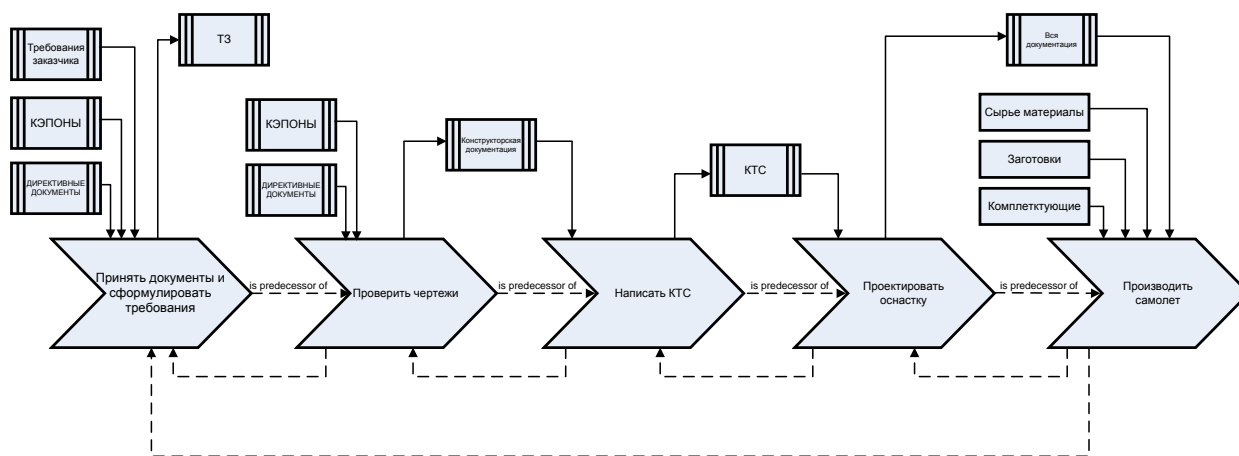 Требования
заказчика
ТЗ
Вся
документация
КЭПОНЫ
КЭПОНЫ
Сырье материалы
Конструкторская
документация
Заготовки
КТС
ДИРЕКТИВНЫЕ
ДОКУМЕНТЫ
ДИРЕКТИВНЫЕ
ДОКУМЕНТЫ
Комплетктующие
Принять документы и
сформулировать
требования
is predecessor of
Проверить чертежи
is predecessor of
Написать КТС
is predecessor of
Проектировать
оснастку
is predecessor of
Производить
самолет